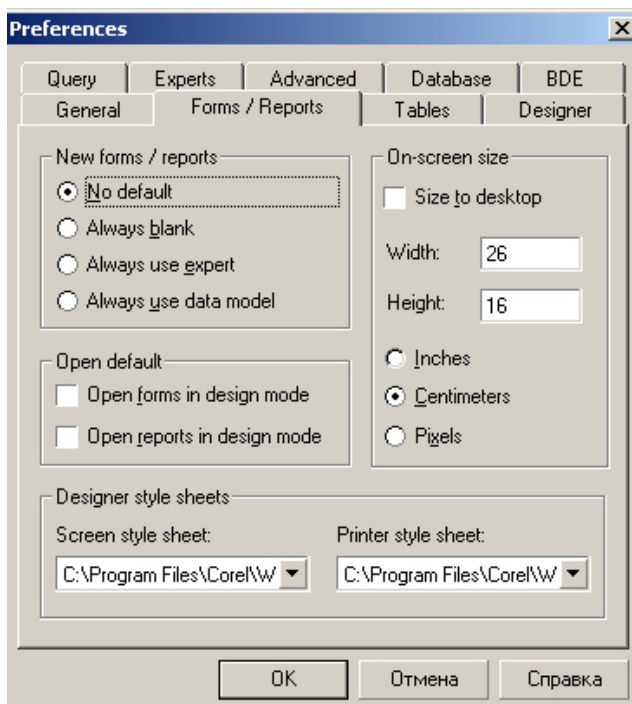 Preferences
Query Experts Advanced Database BDE
General Forms / Reports Tables Designer
New forms / reports
No default
Always blank
Always use expert
Always use data model
On-screen size
Size to desktop
Width: 26
Height: 16
Inches
Centimeters
Pixels
Open default
Open forms in design mode
Open reports in design mode
Designer style sheets
Screen style sheet: Printer style sheet:
C:\Program Files\Corel\W C:\Program Files\Corel\W
OK Отмена Справка